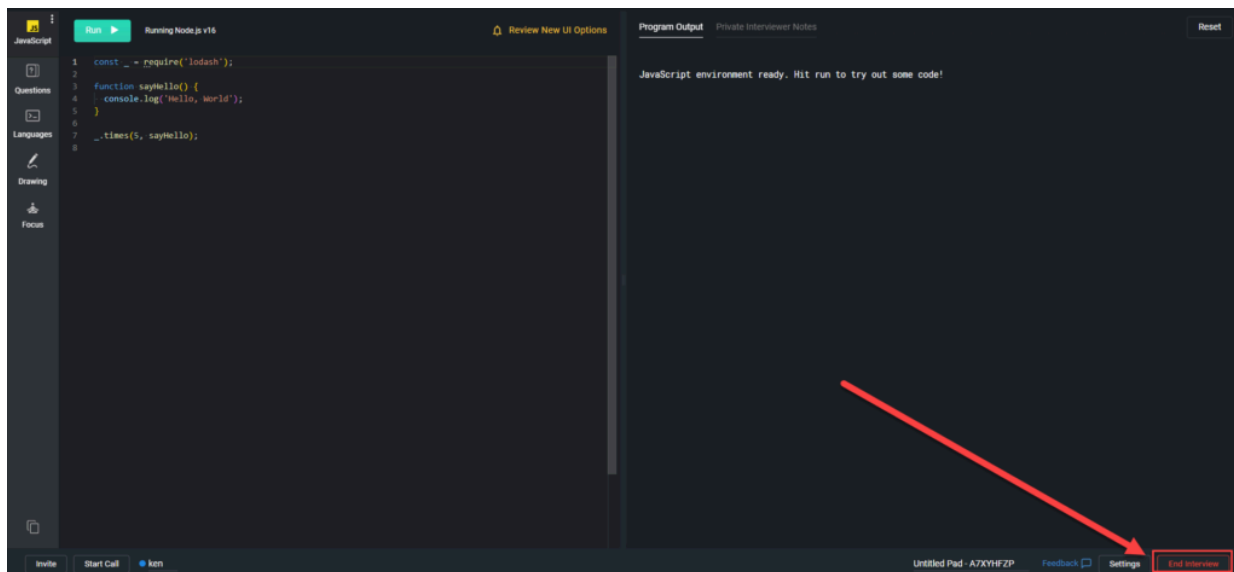 JS
JavaScript
Run
Running Node.js v16
Review New UI Options
Program Output
Private Interviewer Notes
Reset
Questions
Languages
Drawing
Focus
1 const _ = require('lodash');
2
3 function sayHello() {
4 console.log('Hello, World');
5 }
6
7 _.times(5, sayHello);
8
JavaScript environment ready. Hit run to try out some code!
Invite
Start Call
ken
Untitled Pad - A7XYHFZP
Feedback
Settings
End Interview